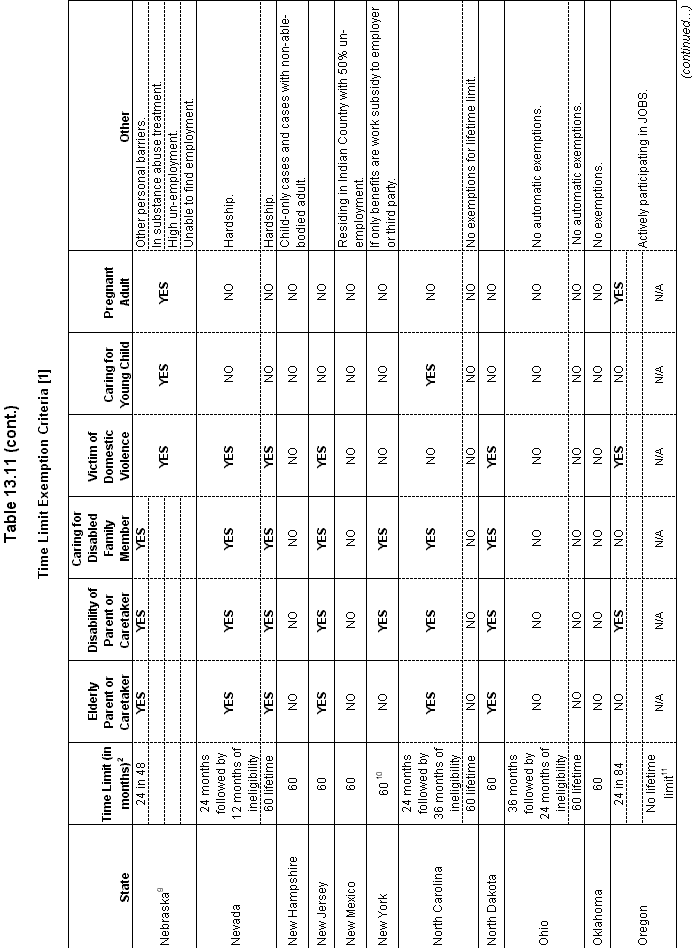 Table 13.11 (cont.)
Time Limit Exemption Criteria [1]
State
Time Limit (in
months)²
Elderly
Parent or
Caretaker
Disability of
Parent or
Caretaker
Caring for
Disabled
Family
Member
Victim of
Domestic
Violence
Caring for
Young Child
Pregnant
Adult
Other
Nebraska⁹
24 in 48
YES
YES
YES
YES
YES
YES
Other personal barriers.
In substance abuse treatment.
High un-employment.
Unable to find employment.
Nevada
24 months
followed by
12 months of
ineligibility
YES
YES
YES
YES
NO
NO
Hardship.
60 lifetime
YES
YES
YES
YES
NO
NO
Hardship.
New Hampshire
60
NO
NO
NO
NO
NO
NO
Child-only cases and cases with non-able-
bodied adult.
New Jersey
60
YES
YES
YES
YES
NO
NO
New Mexico
60
NO
NO
NO
NO
NO
NO
Residing in Indian Country with 50% un-
employment.
New York
60¹⁰
NO
YES
YES
NO
NO
NO
If only benefits are work subsidy to employer
or third party.
North Carolina
24 months
followed by
36 months of
ineligibility
YES
YES
YES
NO
YES
NO
60 lifetime
NO
NO
NO
NO
NO
NO
No exemptions for lifetime limit.
North Dakota
60
YES
YES
YES
YES
NO
NO
Ohio
36 months
followed by
24 months of
ineligibility
NO
NO
NO
NO
NO
NO
No automatic exemptions.
60 lifetime
NO
NO
NO
NO
NO
NO
No automatic exemptions.
Oklahoma
60
NO
NO
NO
NO
NO
NO
No exemptions.
Oregon
24 in 84
NO
YES
NO
YES
NO
YES
No lifetime
limit¹¹
N/A
N/A
N/A
N/A
N/A
N/A
Actively participating in JOBS.
(continued...)